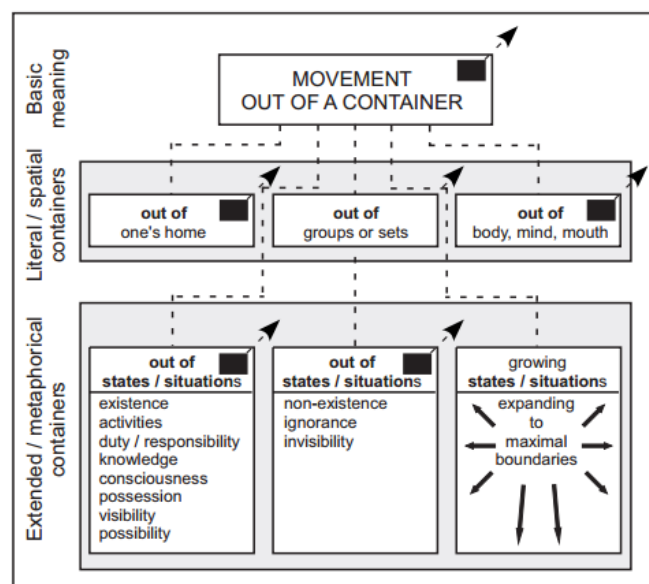 Basic
meaning
MOVEMENT
OUT OF A CONTAINER
Literal / spatial
containers
out of
one's home
out of
groups or sets
out of
body, mind, mouth
Extended / metaphorical
containers
out of
states / situations
existence
activities
duty / responsibility
knowledge
consciousness
possession
visibility
possibility
out of
states / situations
non-existence
ignorance
invisibility
growing
states / situations
expanding
to
maximal
boundaries